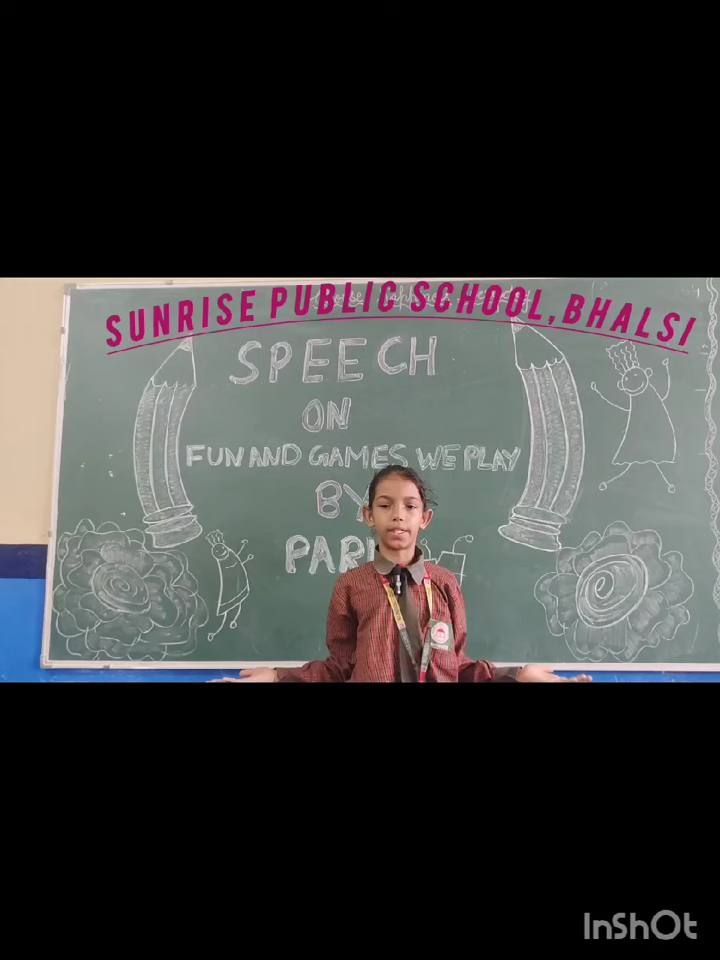 SUNRISE PUBLIC SCHOOL, BHALSI
SPEECH
ON
FUN AND GAMES WE PLAY
BY
InShOt